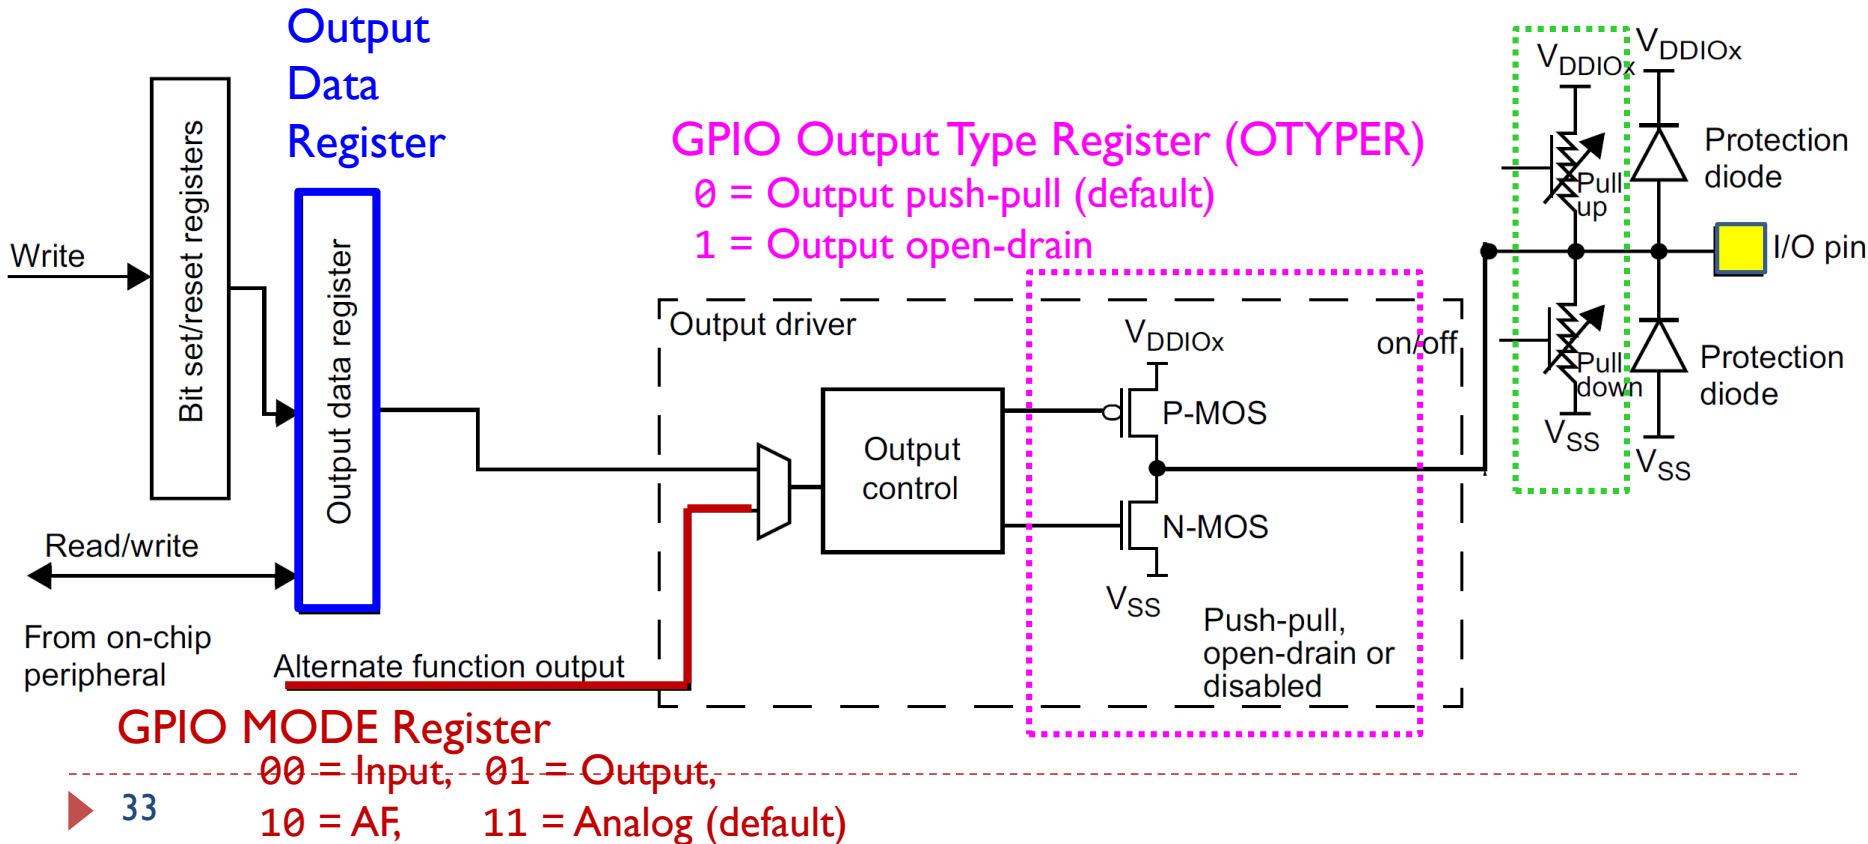 Output
Data
Register
Bit set/reset registers
Write
Output data register
Read/write
From on-chip
peripheral
Alternate function output
GPIO MODE Register
00 = Input, 01 = Output,
10 = AF, 11 = Analog (default)
33
GPIO Output Type Register (OTYPER)
0 = Output push-pull (default)
1 = Output open-drain
Output driver
Output
control
VDDIOx
on/off
P-MOS
N-MOS
VSS
Push-pull,
open-drain or
disabled
VDDIOx
VDDIOx
Pull
up
Protection
diode
I/O pin
Pull
down
Protection
diode
VSS
VSS